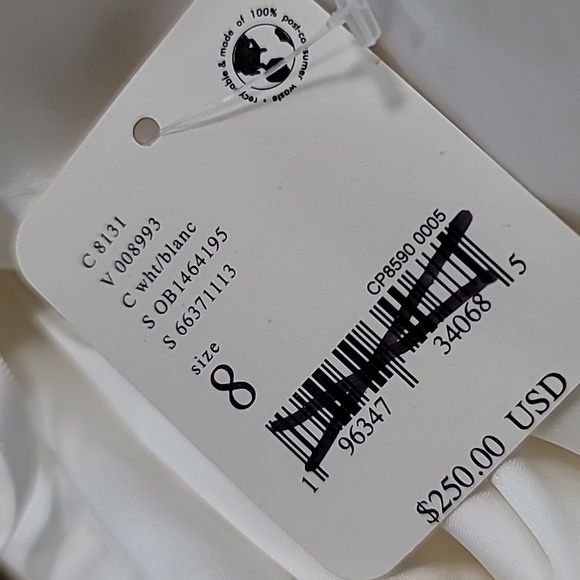 recyclable & made of 100% post-consumer waste •
C 8131
V 008993
C wht/blanc
S OB1464195
S 66371113
size
8
CP8590 0005
1 96347 34068 5
$250.00 USD